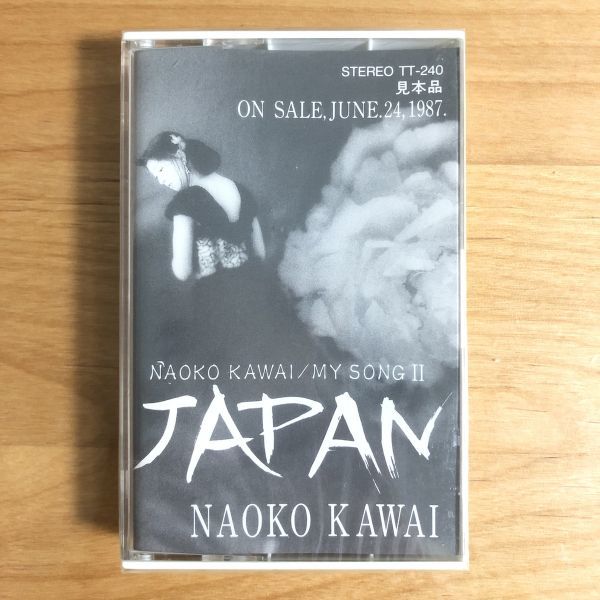 STEREO TT-240
見本品
ON SALE,JUNE.24,1987.
NAOKO KAWAI/MY SONG II
JAPAN
NAOKO KAWAI